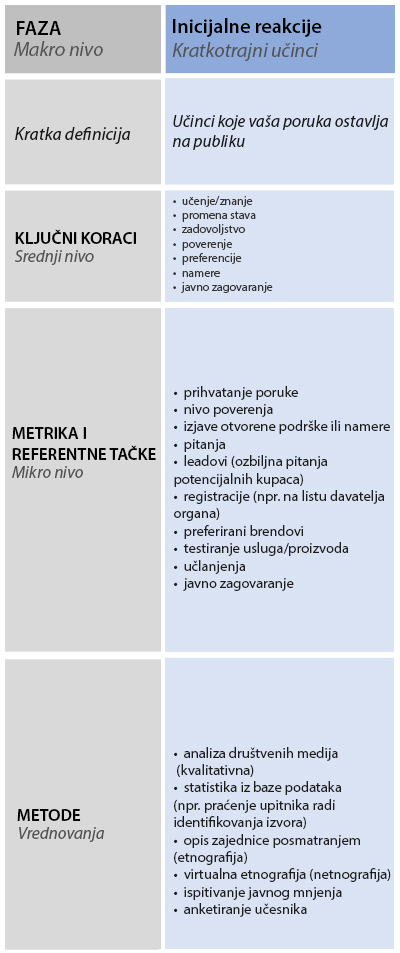 FAZA
Makro nivo
Inicijalne reakcije
Kratkotrajni učinci
Kratka definicija
Učinci koje vaša poruka ostavlja
na publiku
KLJUČNI KORACI
Srednji nivo
• učenje/znanje
• promena stava
• zadovoljstvo
• poverenje
• preferencije
• namere
• javno zagovaranje
METRIKA I
REFERENTNE TAČKE
Mikro nivo
• prihvatanje poruke
• nivo poverenja
• izjave otvorene podrške ili namere
• pitanja
• leadovi (ozbiljna pitanja
potencijalnih kupaca)
• registracije (npr. na listu davatelja
organa)
• preferirani brendovi
• testiranje usluga/proizvoda
• učlanjenja
• javno zagovaranje
METODE
Vrednovanja
• analiza društvenih medija
(kvalitativna)
• statistika iz baze podataka
(npr. praćenje upitnika radi
identifikovanja izvora)
• opis zajednice posmatranjem
(etnografija)
• virtualna etnografija (netnografija)
• ispitivanje javnog mnjenja
• anketiranje učesnika